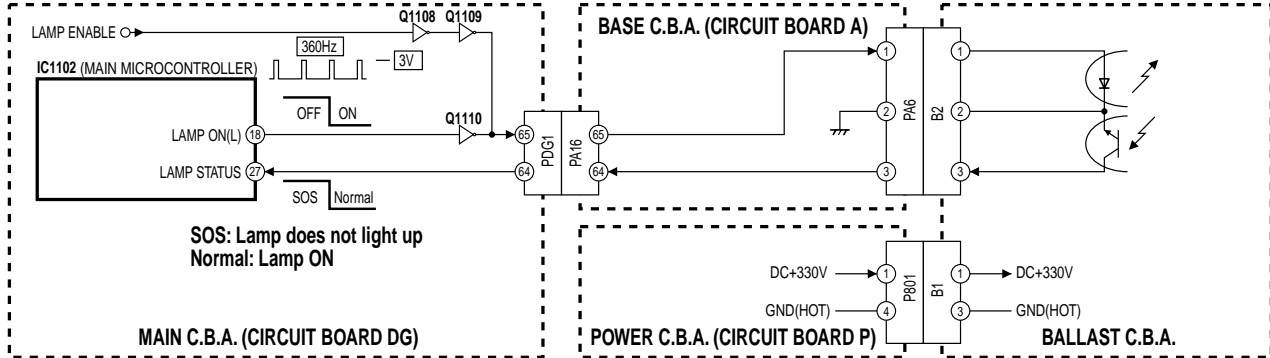 Q1108 Q1109
BASE C.B.A. (CIRCUIT BOARD A)
LAMP ENABLE
360Hz
3V
IC1102 (MAIN MICROCONTROLLER)
1 1
OFF ON
Q1110
LAMP ON(L) 18
65 PDG1 PA16 65
2 PA6 B2 2
LAMP STATUS 27
64 64
3 3
SOS Normal
SOS: Lamp does not light up
Normal: Lamp ON
DC+330V 1 P801 B1 1 DC+330V
GND(HOT) 4 3 GND(HOT)
MAIN C.B.A. (CIRCUIT BOARD DG)
POWER C.B.A. (CIRCUIT BOARD P)
BALLAST C.B.A.